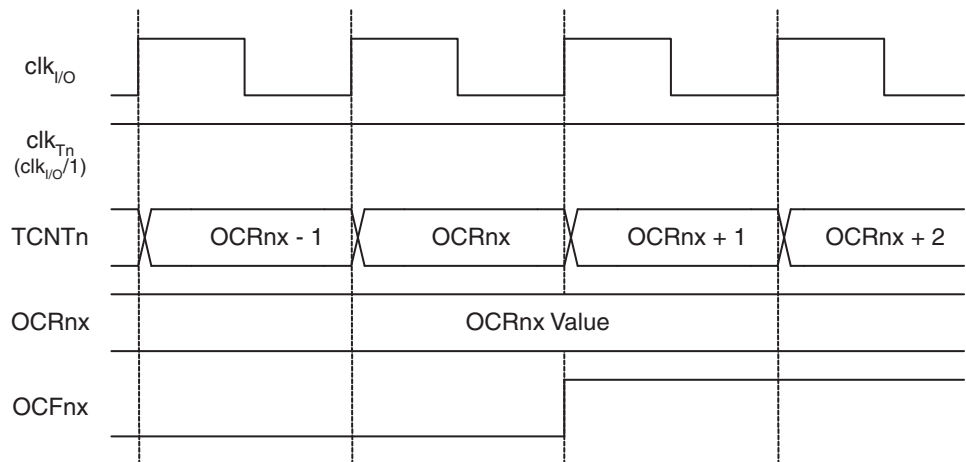 clkI/O
clkTn
(clkI/O/1)
TCNTn
OCRnx - 1
OCRnx
OCRnx + 1
OCRnx + 2
OCRnx
OCRnx Value
OCFnx